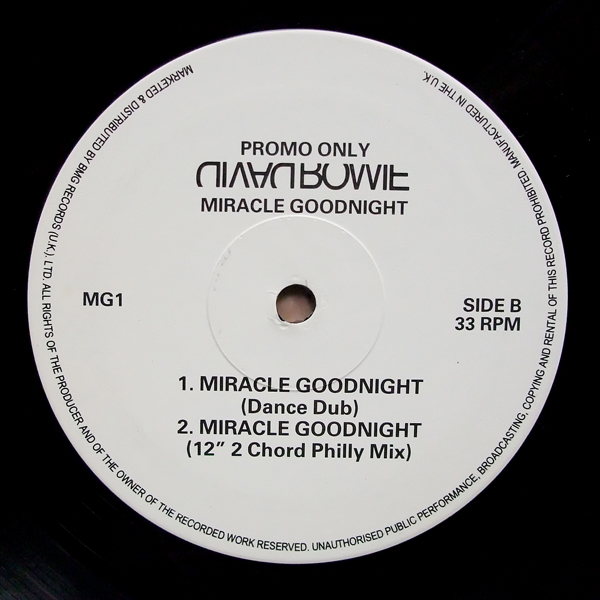 PROMO ONLY
DAVID BOWIE
MIRACLE GOODNIGHT
MG1
SIDE B
33 RPM
1. MIRACLE GOODNIGHT
(Dance Dub)
2. MIRACLE GOODNIGHT
(12″ 2 Chord Philly Mix)
MARKETED & DISTRIBUTED BY BMG RECORDS (U.K.), LTD. ALL RIGHTS OF THE PRODUCER AND OF THE OWNER OF THE RECORDED WORK RESERVED. UNAUTHORISED PUBLIC PERFORMANCE, BROADCASTING, COPYING AND RENTAL OF THIS RECORD PROHIBITED. MANUFACTURED IN THE U.K.